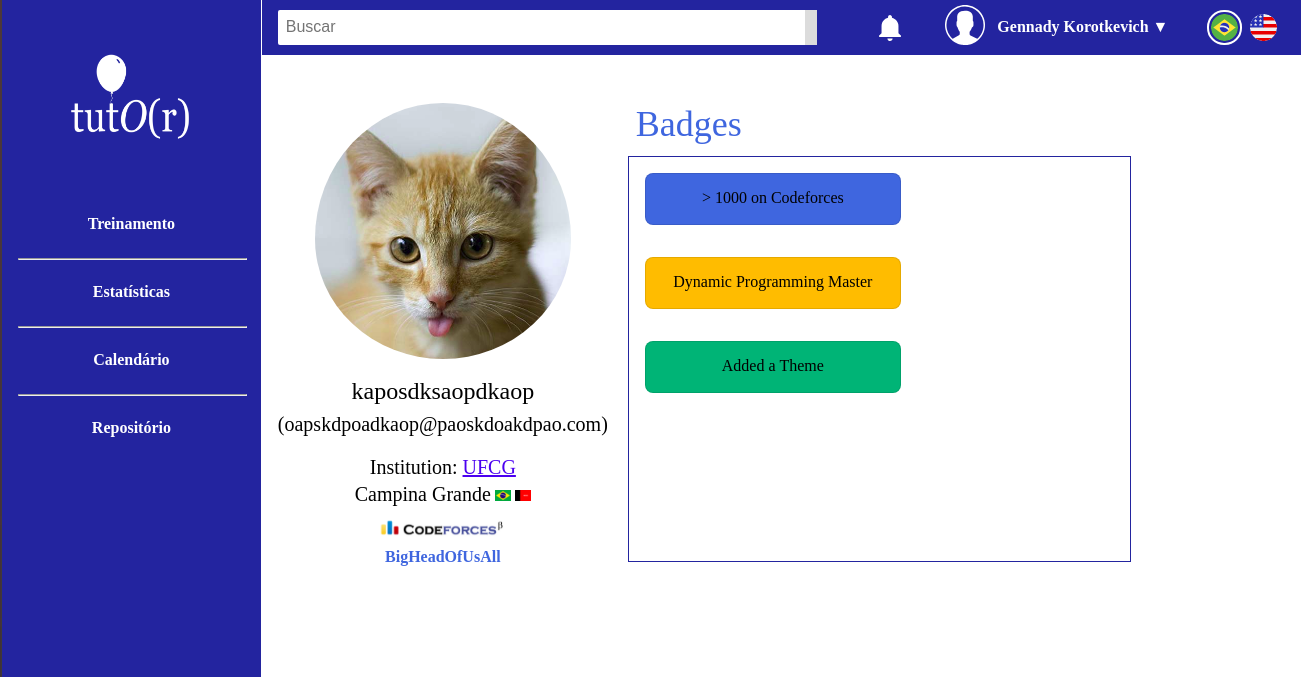 tutO(r)
Treinamento
Estatísticas
Calendário
Repositório
Buscar
Gennady Korotkevich ▼
kaposdksaopdkaop
(oapskdpoadkaop@paoskdoakdpao.com)
Institution: UFCG
Campina Grande
CODEFORCES β
BigHeadOfUsAll
Badges
> 1000 on Codeforces
Dynamic Programming Master
Added a Theme